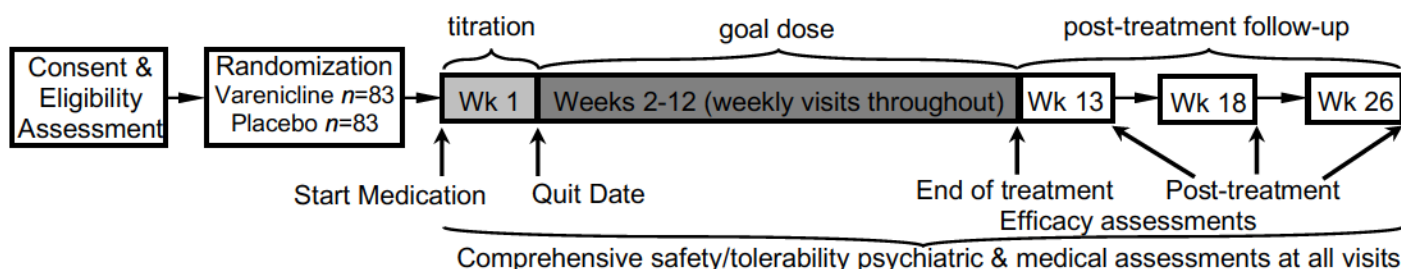 titration
goal dose
post-treatment follow-up
Consent &
Eligibility
Assessment
Randomization
Varenicline n=83
Placebo n=83
Wk 1
Weeks 2-12 (weekly visits throughout)
Wk 13
Wk 18
Wk 26
Start Medication
Quit Date
End of treatment
Post-treatment
Efficacy assessments
Comprehensive safety/tolerability psychiatric & medical assessments at all visits